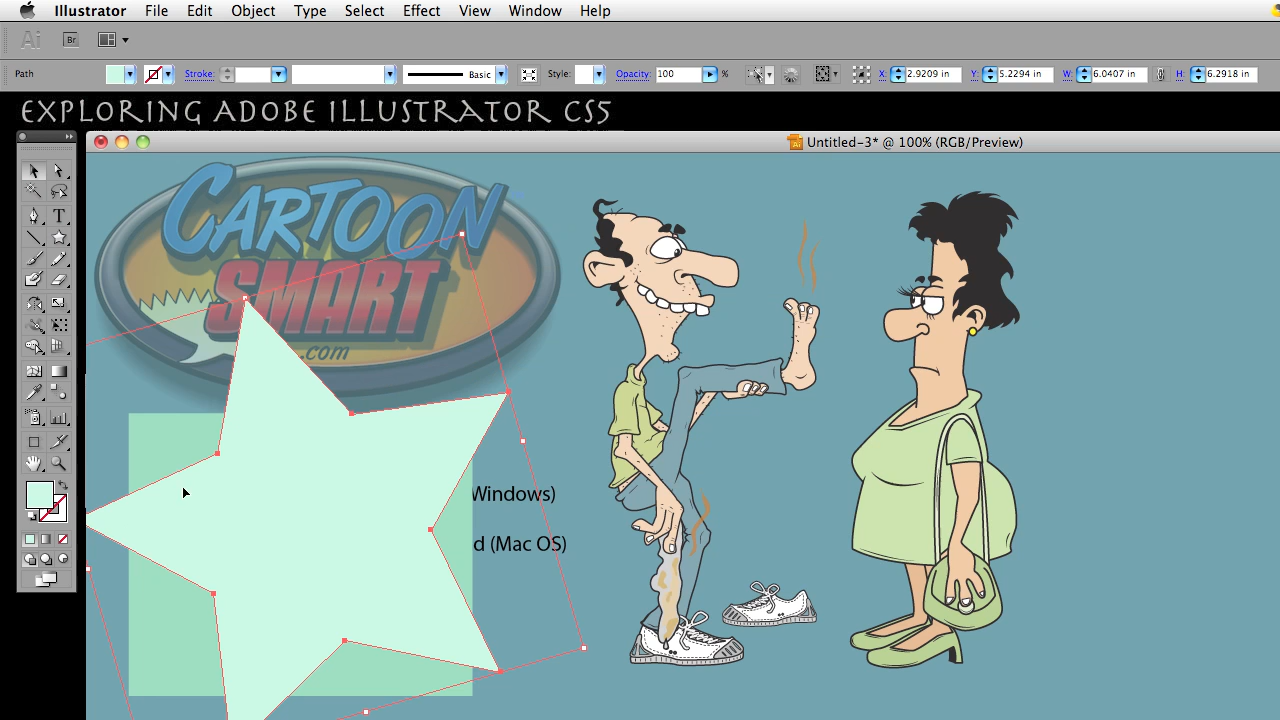 Illustrator File Edit Object Type Select Effect View Window Help
Ai Br
Path Stroke: Basic Style: Opacity: 100 % X: 2.9209 in Y: 5.2294 in W: 6.0407 in H: 6.2918 in
EXPLORING ADOBE ILLUSTRATOR CS5
Untitled-3* @ 100% (RGB/Preview)
CARTOON
SMART
.com
Windows)
d (Mac OS)
T